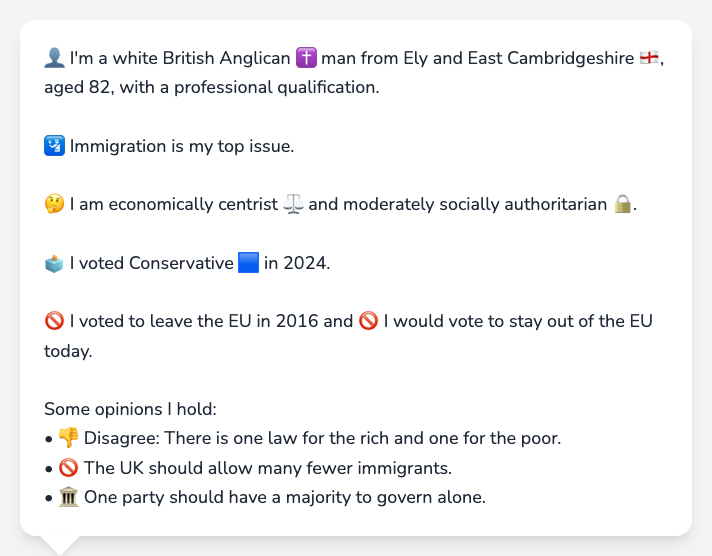 👤 I'm a white British Anglican ✝️ man from Ely and East Cambridgeshire 🏴󠁧󠁢󠁥󠁮󠁧󠁿,
aged 82, with a professional qualification.
🛂 Immigration is my top issue.
🤔 I am economically centrist ⚖️ and moderately socially authoritarian 🔒.
🗳️ I voted Conservative 🟦 in 2024.
🚫 I voted to leave the EU in 2016 and 🚫 I would vote to stay out of the EU
today.
Some opinions I hold:
• 👎 Disagree: There is one law for the rich and one for the poor.
• 🚫 The UK should allow many fewer immigrants.
• 🏛️ One party should have a majority to govern alone.